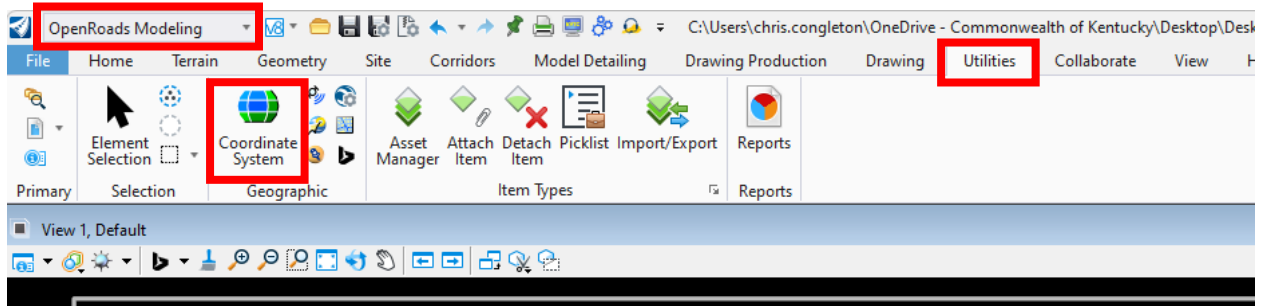 OpenRoads Modeling V8 C:\Users\chris.congleton\OneDrive - Commonwealth of Kentucky\Desktop\Desk
File Home Terrain Geometry Site Corridors Model Detailing Drawing Production Drawing Utilities Collaborate View
Element Selection
Coordinate System
Asset Manager
Attach Item
Detach Item
Picklist
Import/Export
Reports
Primary Selection Geographic Item Types Reports
View 1, Default